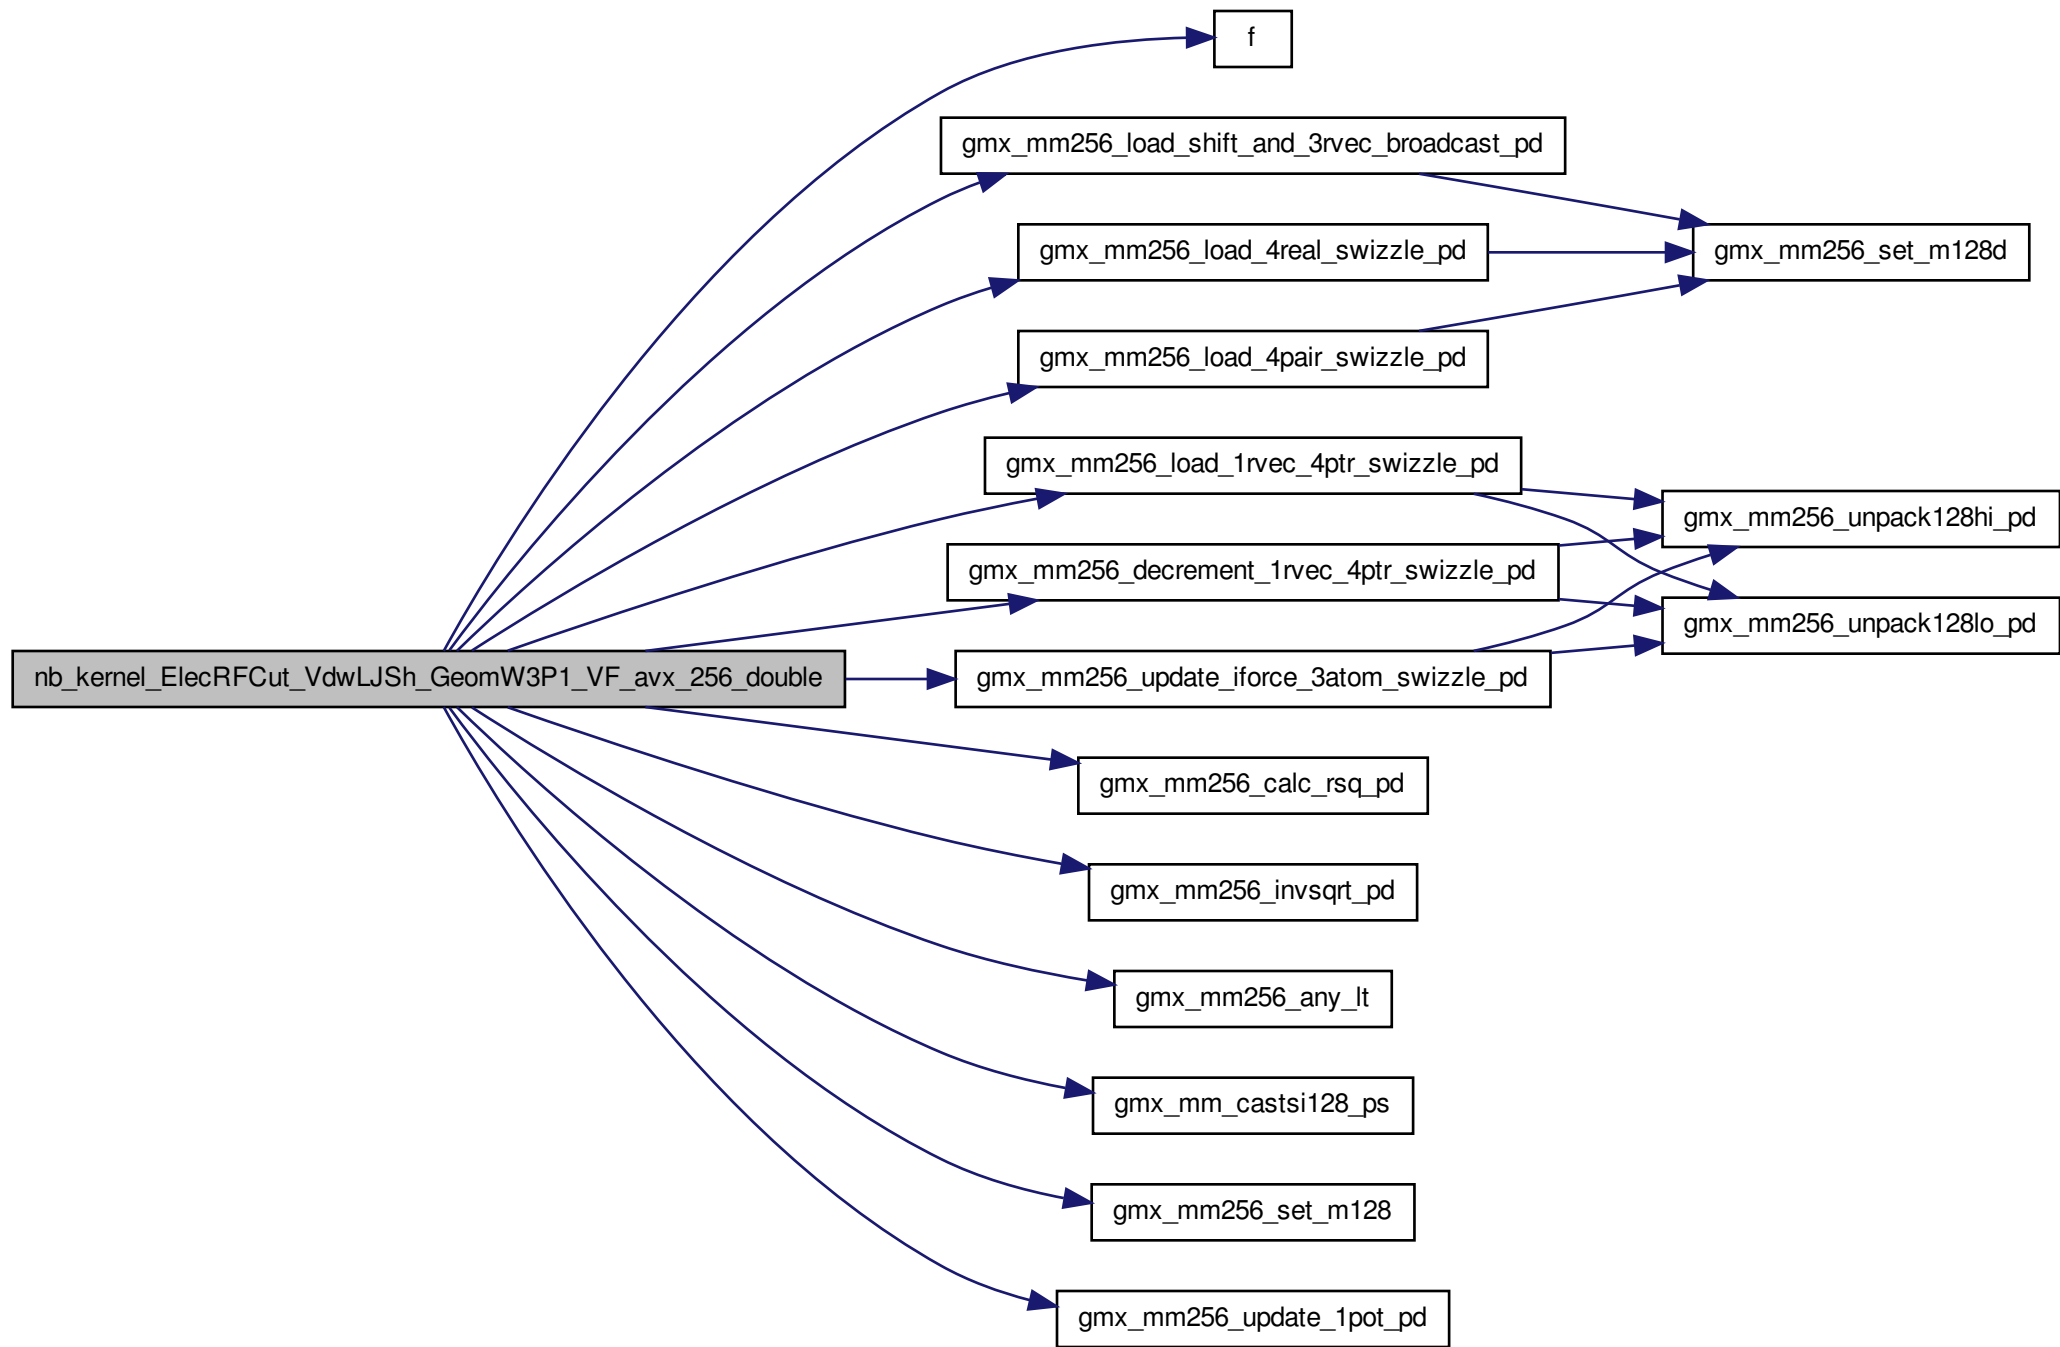 f
gmx_mm256_load_shift_and_3rvec_broadcast_pd
gmx_mm256_load_4real_swizzle_pd
gmx_mm256_set_m128d
gmx_mm256_load_4pair_swizzle_pd
gmx_mm256_load_1rvec_4ptr_swizzle_pd
gmx_mm256_unpack128hi_pd
gmx_mm256_decrement_1rvec_4ptr_swizzle_pd
gmx_mm256_unpack128lo_pd
nb_kernel_ElecRFCut_VdwLJSh_GeomW3P1_VF_avx_256_double
gmx_mm256_update_iforce_3atom_swizzle_pd
gmx_mm256_calc_rsq_pd
gmx_mm256_invsqrt_pd
gmx_mm256_any_lt
gmx_mm_castsi128_ps
gmx_mm256_set_m128
gmx_mm256_update_1pot_pd